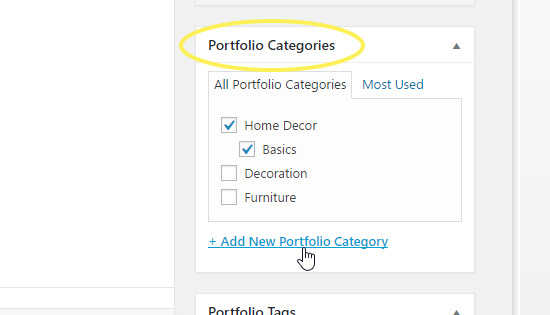 Portfolio Categories
All Portfolio Categories
Most Used
Home Decor
Basics
Decoration
Furniture
+ Add New Portfolio Category
Portfolio Tags